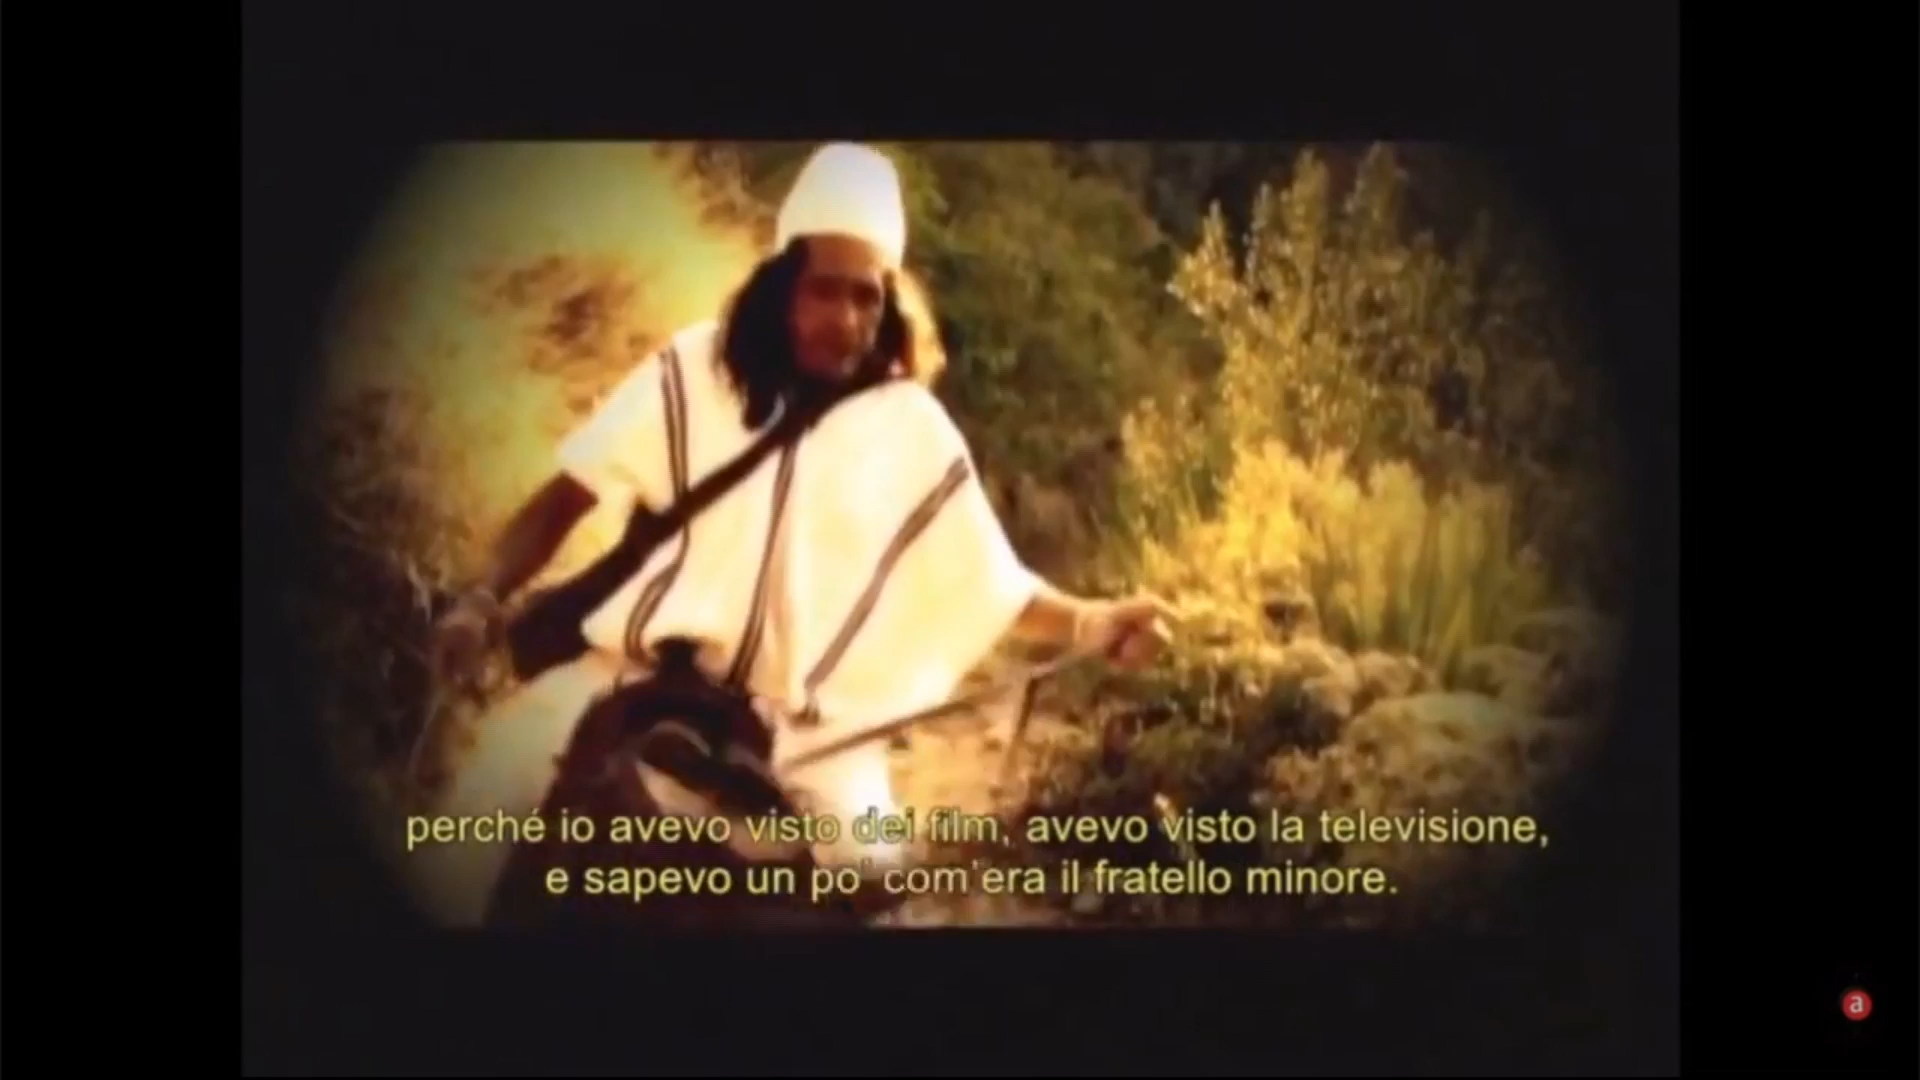 perché io avevo visto dei film, avevo visto la televisione,
e sapevo un po' com'era il fratello minore.
a